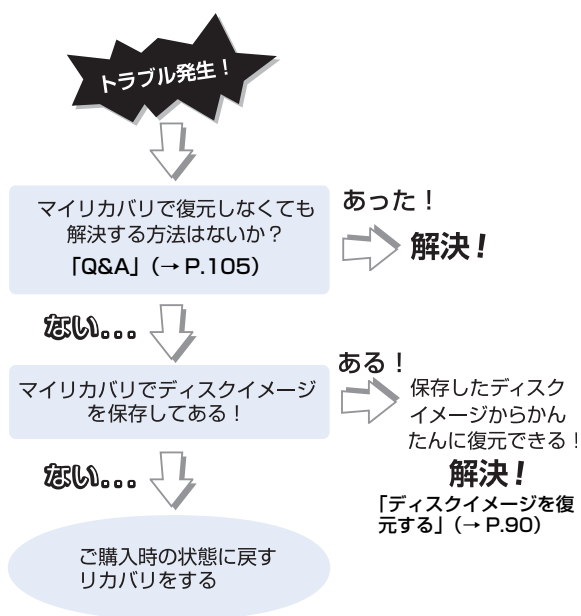 トラブル発生！
マイリカバリで復元しなくても
解決する方法はないか？
「Q&A」（→ P.105）
あった！
解決！
ない...
マイリカバリでディスクイメージ
を保存してある！
ある！
保存したディスク
イメージからかん
たんに復元できる！
解決！
「ディスクイメージを復
元する」（→ P.90）
ない...
ご購入時の状態に戻す
リカバリをする